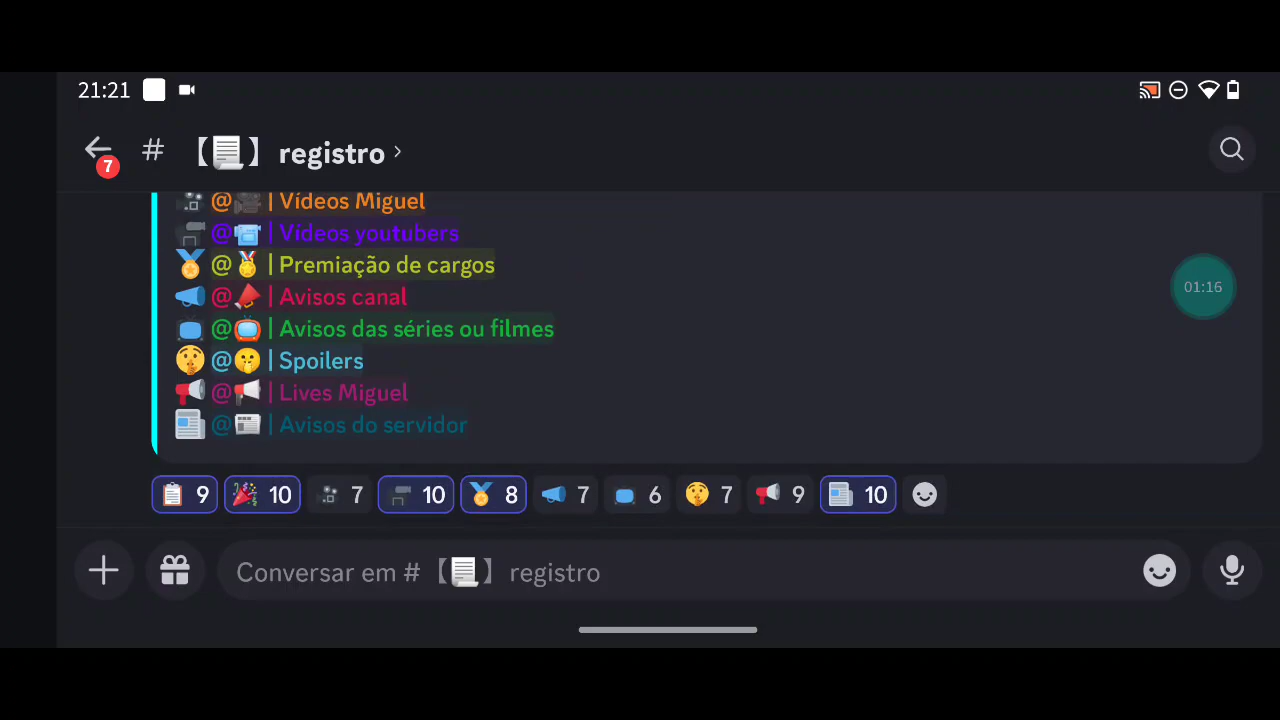 21:21
7
# 【📃】 registro ›
🎥 @🎥 | Vídeos Miguel
📹 @📹 | Vídeos youtubers
🏅 @🏅 | Premiação de cargos
📣 @📣 | Avisos canal
📺 @📺 | Avisos das séries ou filmes
🤫 @🤫 | Spoilers
📢 @📢 | Lives Miguel
📰 @📰 | Avisos do servidor
01:16
📋 9 🎉 10 🎥 7 📹 10 🏅 8 📣 7 📺 6 🤫 7 📢 9 📰 10
Conversar em # 【📃】 registro